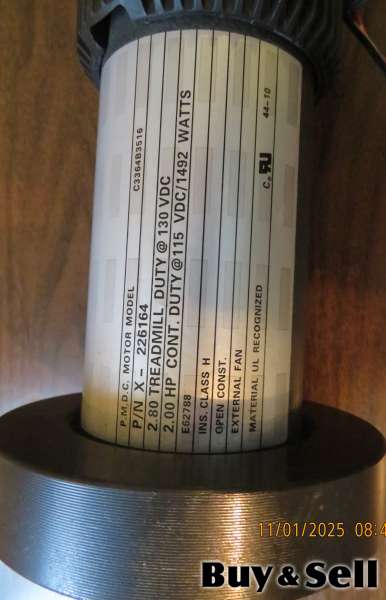 P.M.D.C. MOTOR MODEL C3364B3516
P/N X- 226164
2.80 TREADMILL DUTY @ 130 VDC
2.00 HP CONT. DUTY @115 VDC/1492 WATTS
E62788
INS. CLASS H
OPEN CONST.
EXTERNAL FAN
MATERIAL UL RECOGNIZED 44-10
11/01/2025 08:4
Buy & Sell